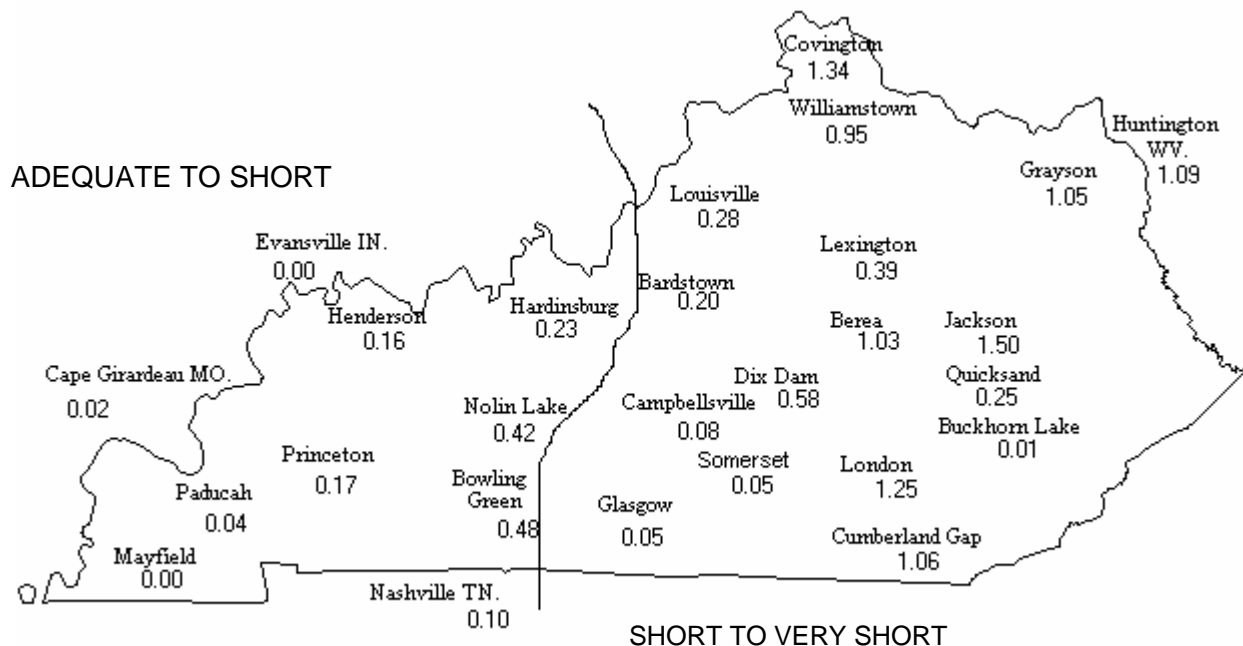 Covington
1.34
Williamstown
0.95
Huntington
WV.
1.09
ADEQUATE TO SHORT
Grayson
1.05
Louisville
0.28
Evansville IN.
0.00
Lexington
0.39
Bardstown
0.20
Hardinsburg
0.23
Henderson
0.16
Berea
1.03
Jackson
1.50
Cape Girardeau MO.
0.02
Dix Dam
0.58
Quicksand
0.25
Nolin Lake
0.42
Campbellsville
0.08
Buckhorn Lake
0.01
Princeton
0.17
Somerset
0.05
London
1.25
Paducah
0.04
Bowling
Green
0.48
Glasgow
0.05
Mayfield
0.00
Cumberland Gap
1.06
Nashville TN.
0.10
SHORT TO VERY SHORT